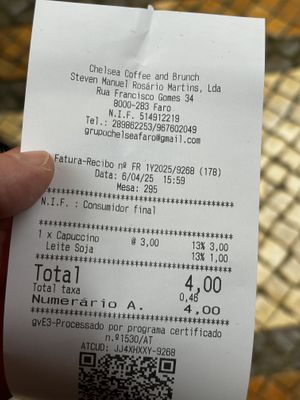 Chelsea Coffee and Brunch
Steven Manuel Rosário Martins, Lda
Rua Francisco Gomes 34
8000-283 Faro
N.I.F. 514912219
Tel.: 289862253/967602049
grupochelseafaro@gmail.com
Fatura-Recibo nº FR 1Y2025/9268 (178)
Data: 6/04/25 15:59
Mesa: 295
************************************
N.I.F. : Consumidor final
************************************
1 x Capuccino @ 3,00 13% 3,00
Leite Soja 13% 1,00
************************************
Total 4,00
Total taxa 0,46
Numerário A. 4,00
************************************
gvE3-Processado por programa certificado
n.º1530/AT
ATCUD: JJ4XHXXY-9268